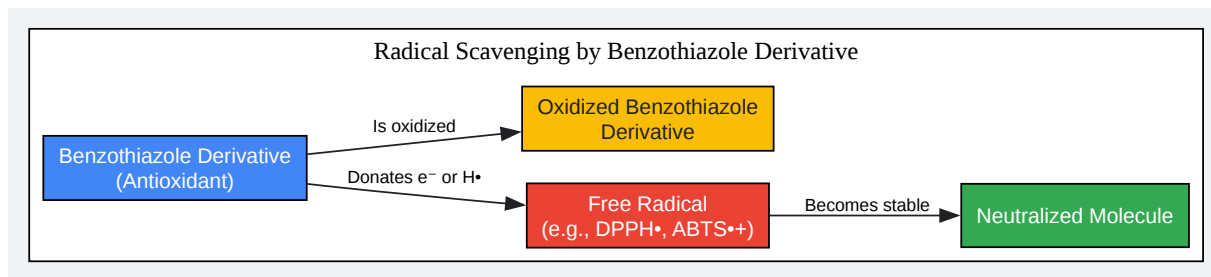 Radical Scavenging by Benzothiazole Derivative
Benzothiazole Derivative
(Antioxidant)
Is oxidized
Oxidized Benzothiazole
Derivative
Donates e⁻ or H•
Free Radical
(e.g., DPPH•, ABTS•+)
Becomes stable
Neutralized Molecule